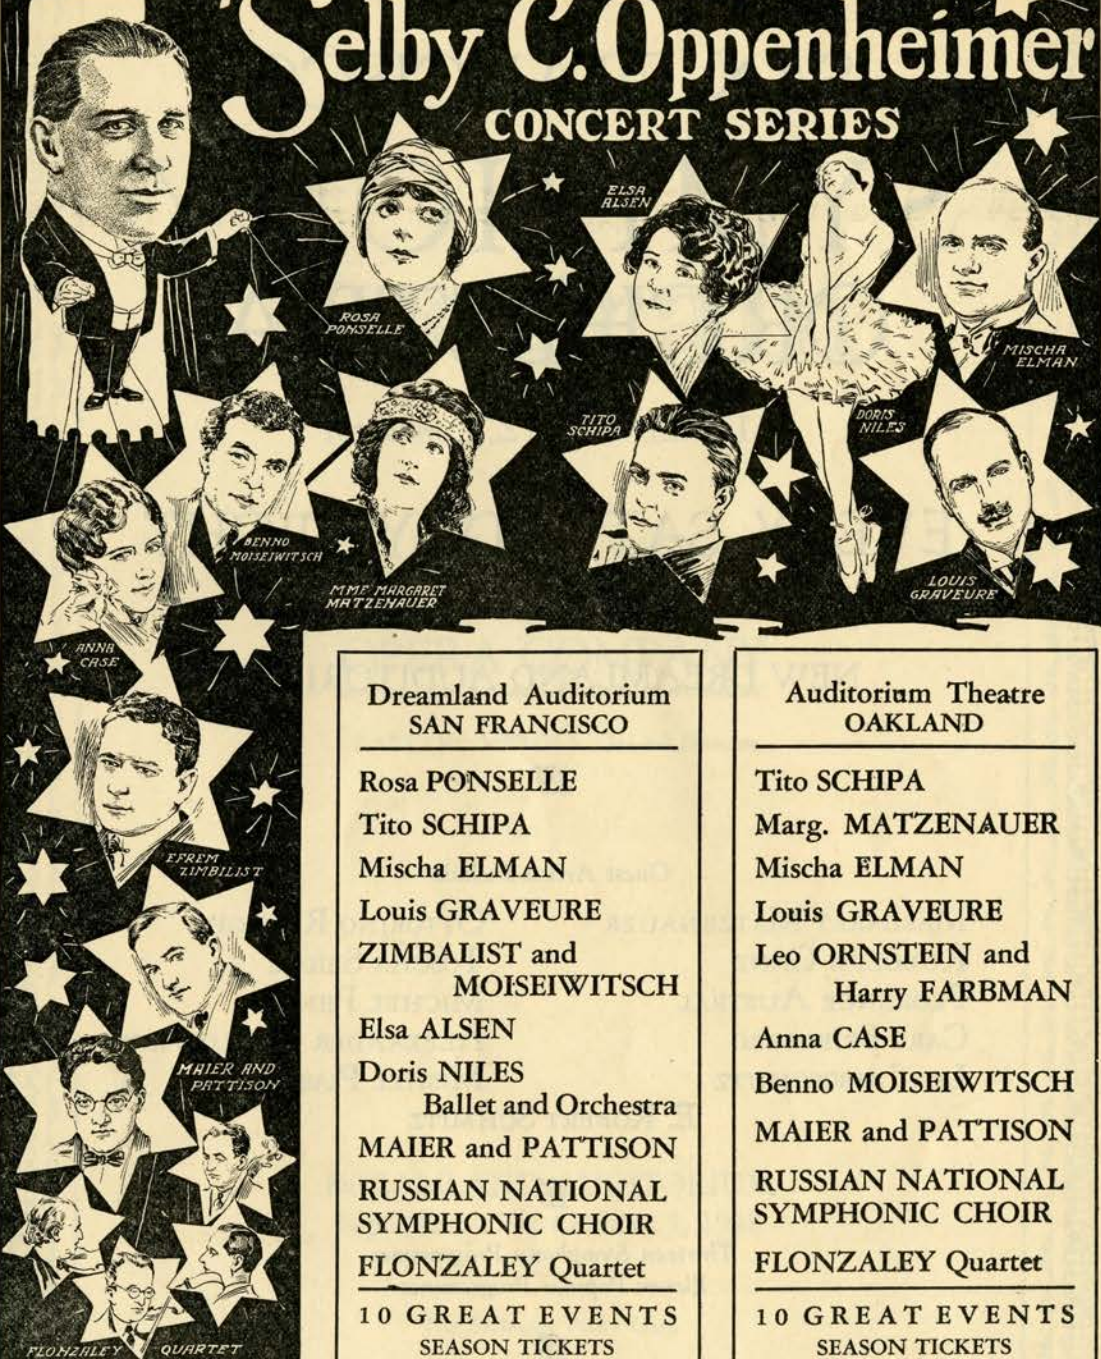 Selby C. Oppenheimer
CONCERT SERIES
ROSA
PONSELLE
ELSA
ALSEN
MISCHA
ELMAN
TITO
SCHIPA
DORIS
NILES
LOUIS
GRAVEURE
BENNO
MOISEIWITSCH
MME MARGARET
MATZENAUER
ANNA
CASE
EFREM
ZIMBILIST
MAIER AND
PATTISON
FLONZALEY QUARTET
Dreamland Auditorium
SAN FRANCISCO
Rosa PONSELLE
Tito SCHIPA
Mischa ELMAN
Louis GRAVEURE
ZIMBALIST and
MOISEIWITSCH
Elsa ALSEN
Doris NILES
Ballet and Orchestra
MAIER and PATTISON
RUSSIAN NATIONAL
SYMPHONIC CHOIR
FLONZALEY Quartet
10 GREAT EVENTS
SEASON TICKETS
Auditorium Theatre
OAKLAND
Tito SCHIPA
Marg. MATZENAUER
Mischa ELMAN
Louis GRAVEURE
Leo ORNSTEIN and
Harry FARBMAN
Anna CASE
Benno MOISEIWITSCH
MAIER and PATTISON
RUSSIAN NATIONAL
SYMPHONIC CHOIR
FLONZALEY Quartet
10 GREAT EVENTS
SEASON TICKETS